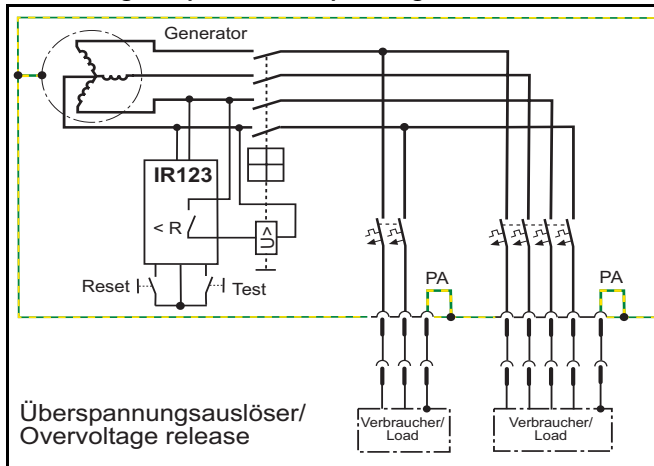 Generator
IR123
< R
U<
Reset
Test
PA
PA
Überspannungsauslöser/
Overvoltage release
Verbraucher/
Load
Verbraucher/
Load